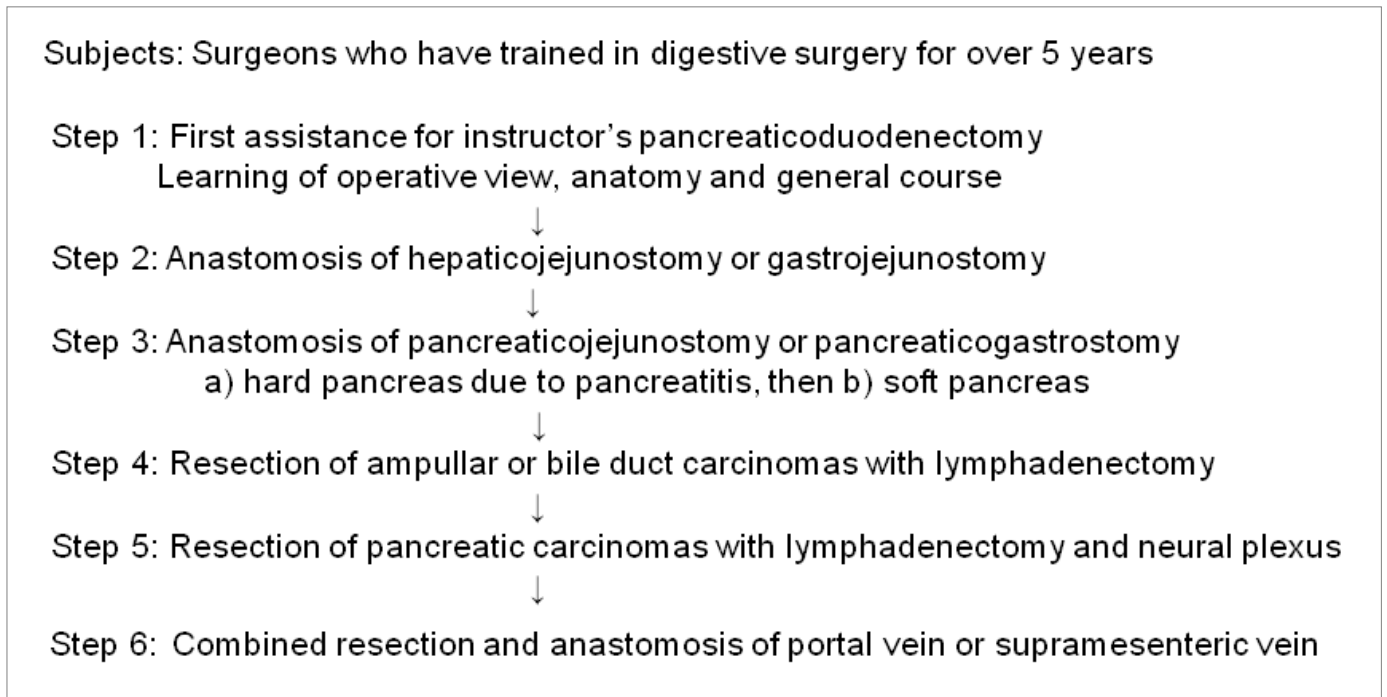 Subjects: Surgeons who have trained in digestive surgery for over 5 years
Step 1: First assistance for instructor's pancreaticoduodenectomy
Learning of operative view, anatomy and general course
↓
Step 2: Anastomosis of hepaticojejunostomy or gastrojejunostomy
↓
Step 3: Anastomosis of pancreaticojejunostomy or pancreaticogastrostomy
a) hard pancreas due to pancreatitis, then b) soft pancreas
↓
Step 4: Resection of ampullar or bile duct carcinomas with lymphadenectomy
↓
Step 5: Resection of pancreatic carcinomas with lymphadenectomy and neural plexus
↓
Step 6: Combined resection and anastomosis of portal vein or supramesenteric vein